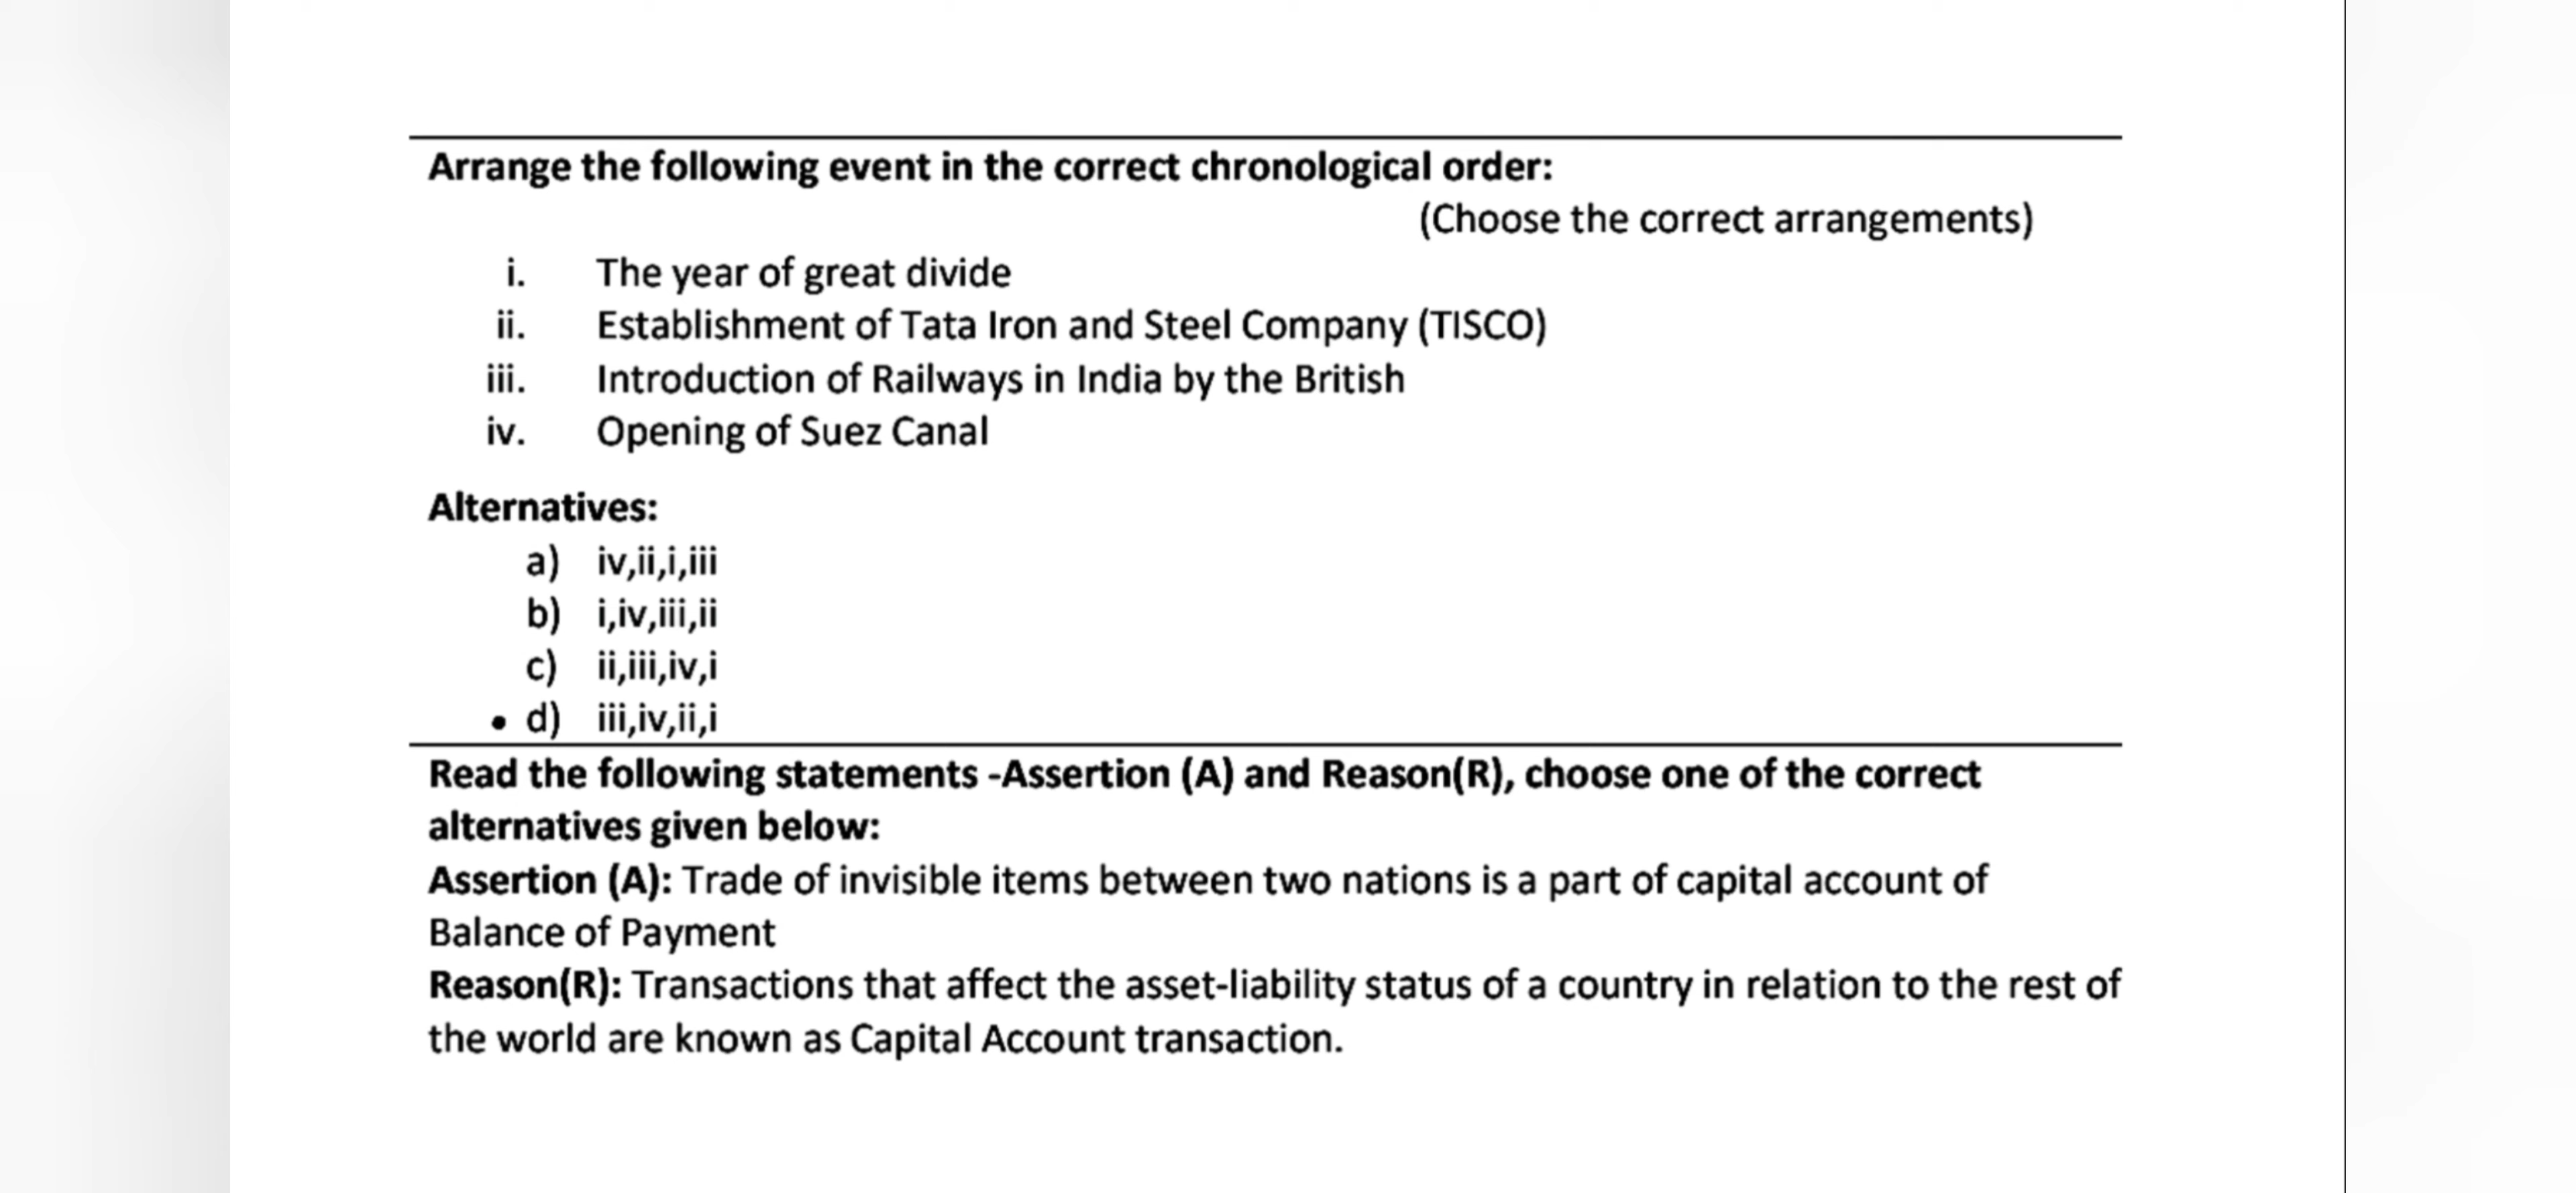 Arrange the following event in the correct chronological order:
(Choose the correct arrangements)
i. The year of great divide
ii. Establishment of Tata Iron and Steel Company (TISCO)
iii. Introduction of Railways in India by the British
iv. Opening of Suez Canal
Alternatives:
a) iv,ii,i,iii
b) i,iv,iii,ii
c) ii,iii,iv,i
• d) iii,iv,ii,i
Read the following statements -Assertion (A) and Reason(R), choose one of the correct
alternatives given below:
Assertion (A): Trade of invisible items between two nations is a part of capital account of
Balance of Payment
Reason(R): Transactions that affect the asset-liability status of a country in relation to the rest of
the world are known as Capital Account transaction.